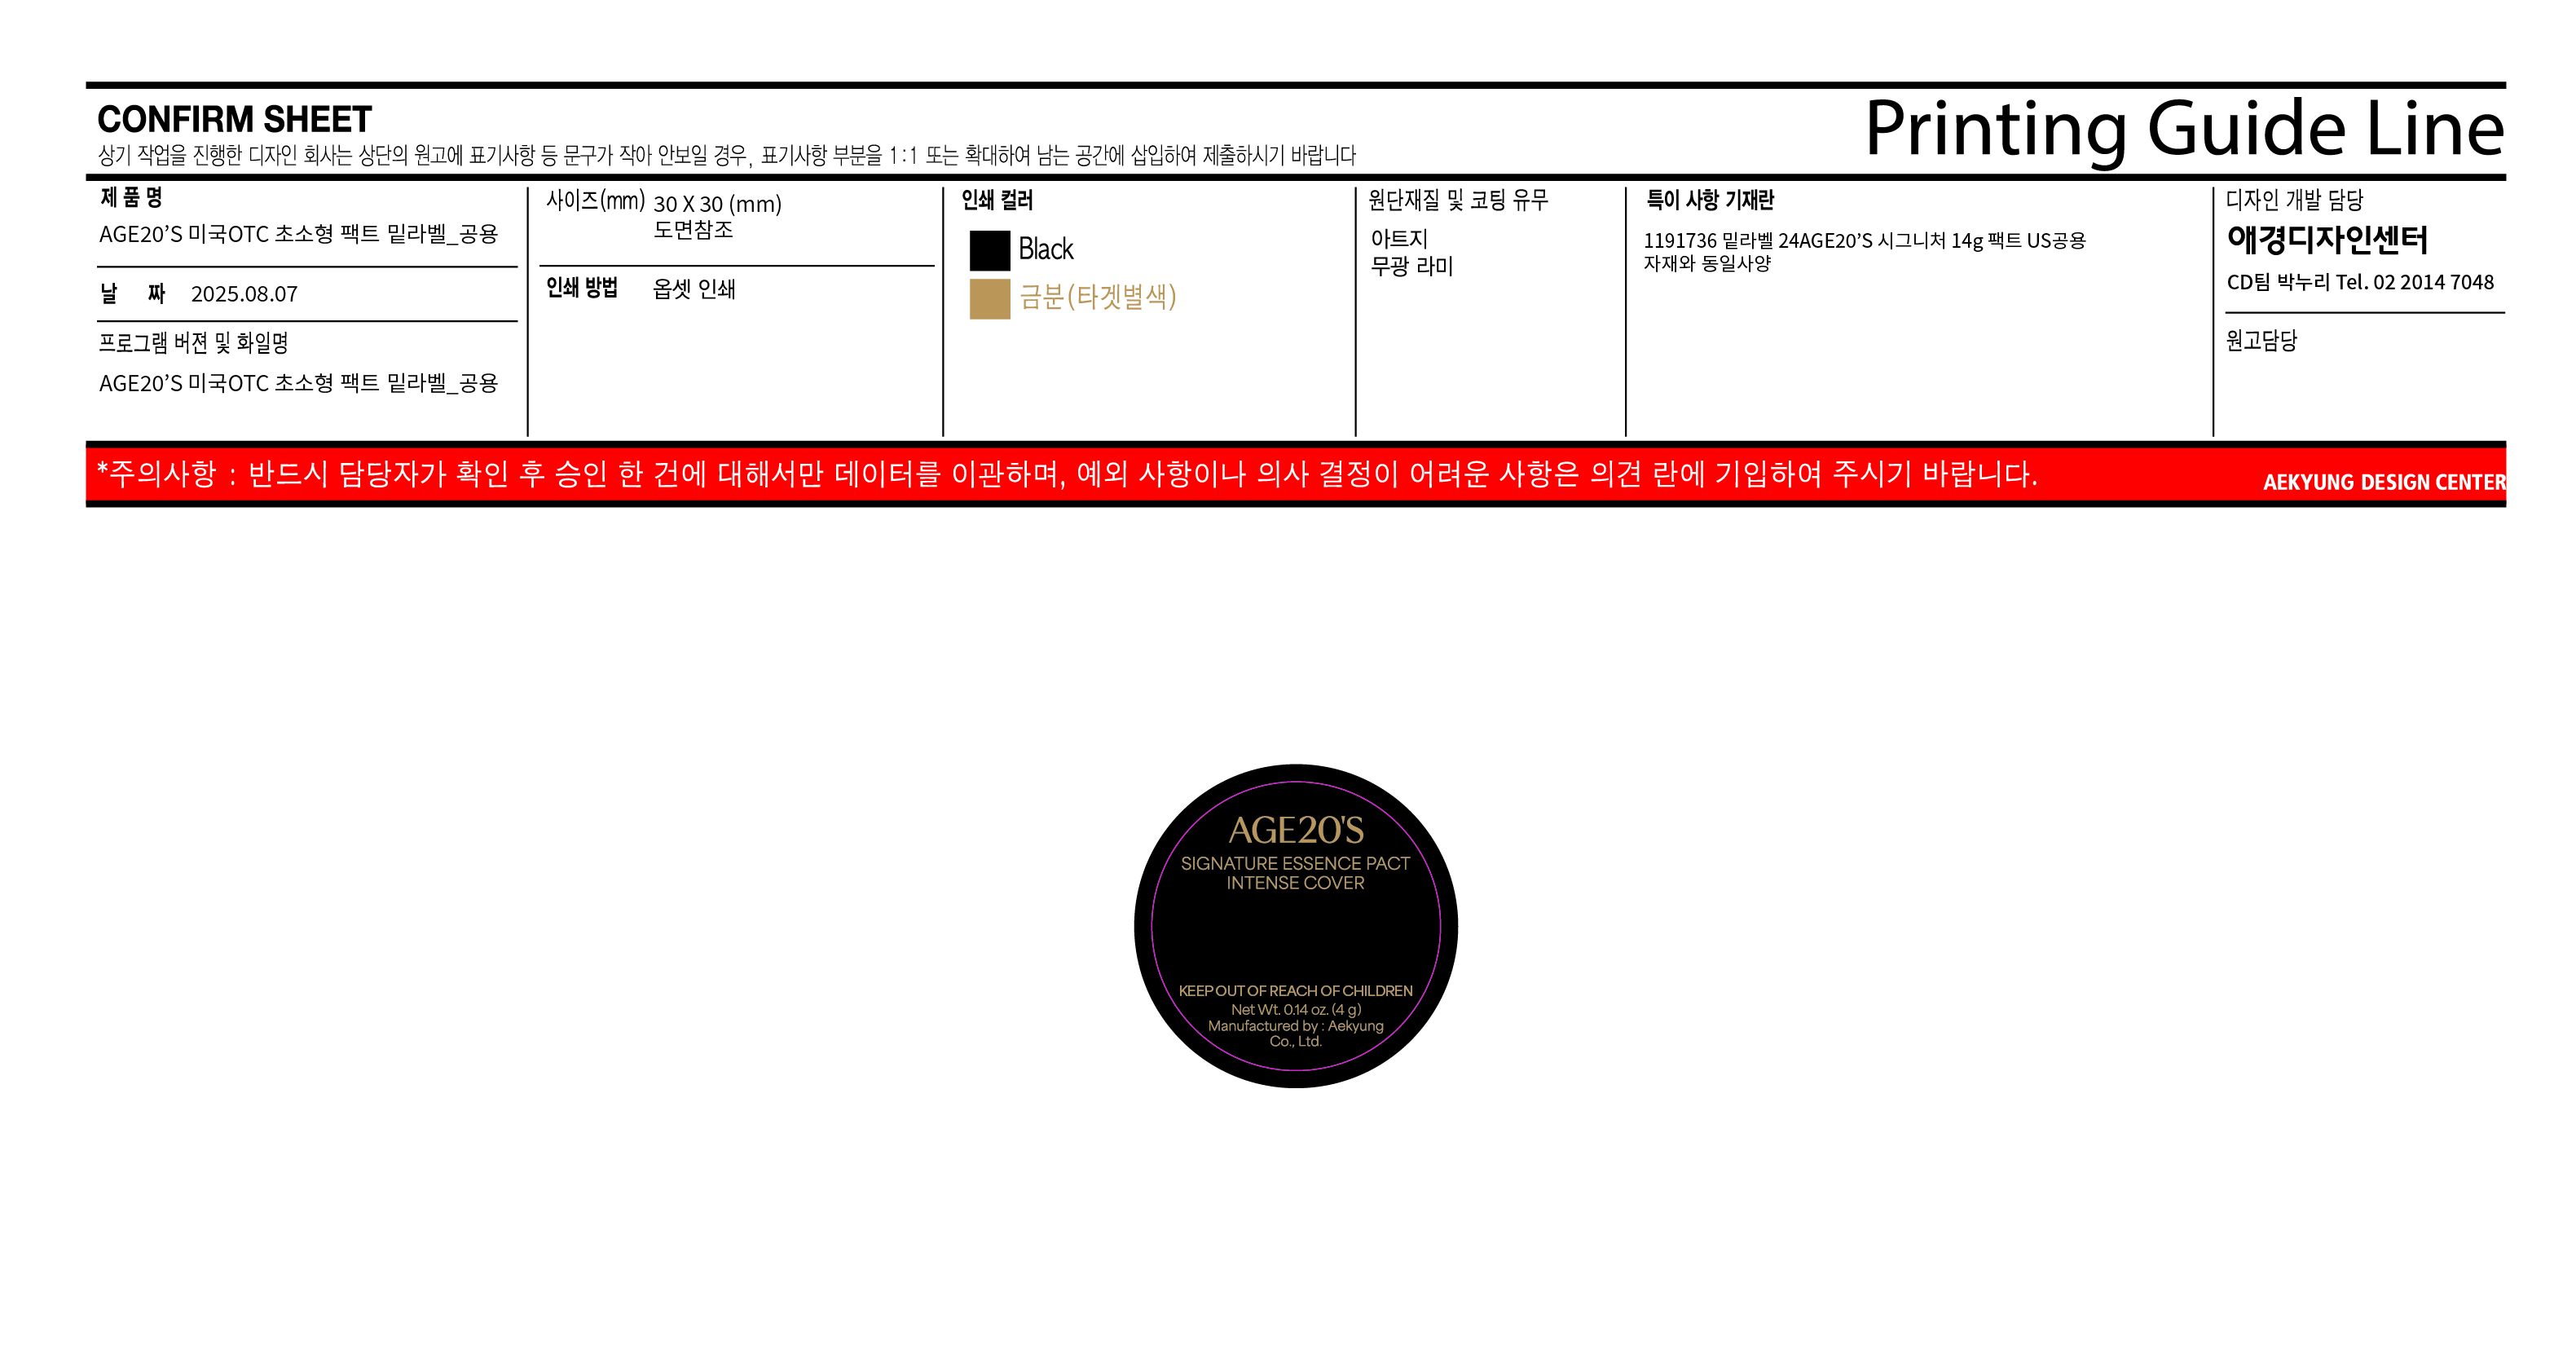 CONFIRM SHEET
Printing Guide Line
상기 작업을 진행한 디자인 회사는 상단의 원고에 표기사항 등 문구가 작아 안보일 경우, 표기사항 부분을 1:1 또는 확대하여 남는 공간에 삽입하여 제출하시기 바랍니다
제 품 명
AGE20’S 미국OTC 초소형 팩트 밑라벨_공용
날 짜 2025.08.07
프로그램 버젼 및 화일명
AGE20’S 미국OTC 초소형 팩트 밑라벨_공용
사이즈(mm) 30 X 30 (mm)
도면참조
인쇄 방법 옵셋 인쇄
인쇄 컬러
Black
금분(타겟별색)
원단재질 및 코팅 유무
아트지
무광 라미
특이 사항 기재란
1191736 밑라벨 24AGE20’S 시그니처 14g 팩트 US공용
자재와 동일사양
디자인 개발 담당
애경디자인센터
CD팀 박누리 Tel. 02 2014 7048
원고담당
*주의사항 : 반드시 담당자가 확인 후 승인 한 건에 대해서만 데이터를 이관하며, 예외 사항이나 의사 결정이 어려운 사항은 의견 란에 기입하여 주시기 바랍니다.
AEKYUNG DESIGN CENTER
AGE20'S
SIGNATURE ESSENCE PACT
INTENSE COVER
KEEP OUT OF REACH OF CHILDREN
Net Wt. 0.14 oz. (4 g)
Manufactured by : Aekyung
Co., Ltd.